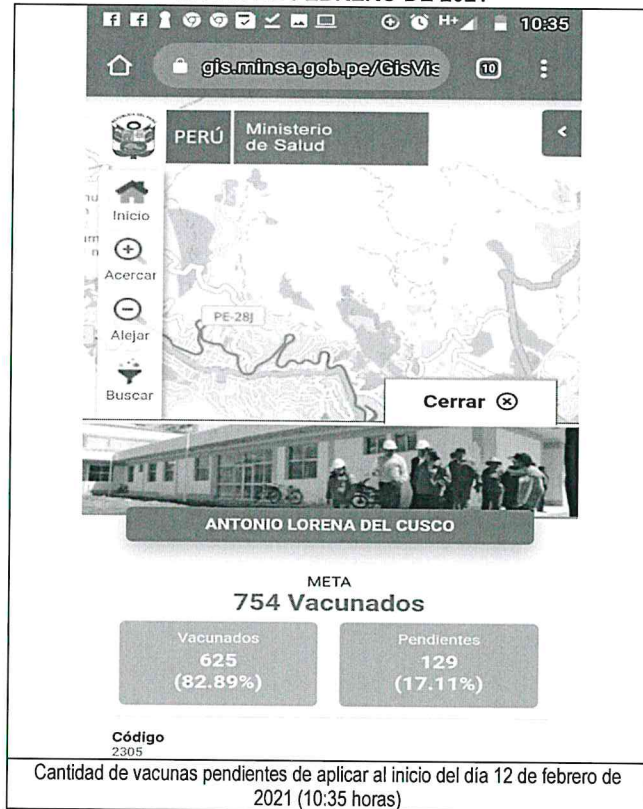 10:35
H+
gis.minsa.gob.pe/GisVis
10
PERÚ
Ministerio
de Salud
Inicio
Acercar
Alejar
Buscar
PE-28J
Cerrar
ANTONIO LORENA DEL CUSCO
META
754 Vacunados
Vacunados
625
(82.89%)
Pendientes
129
(17.11%)
Código
2305
Cantidad de vacunas pendientes de aplicar al inicio del día 12 de febrero de
2021 (10:35 horas)